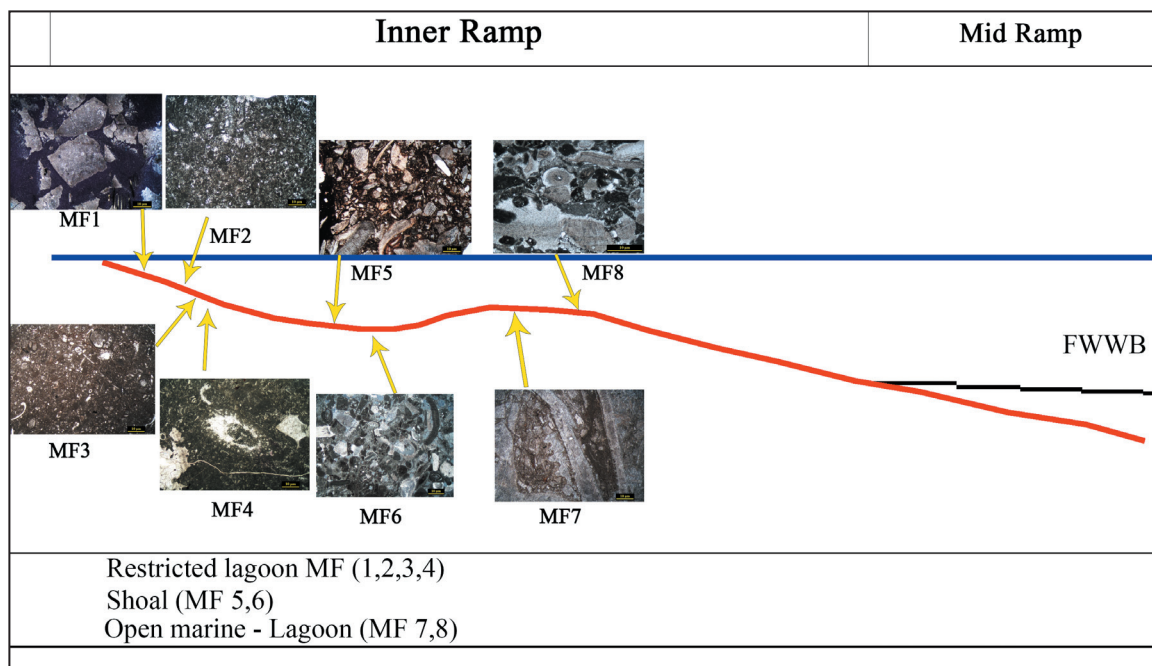 Inner Ramp
Mid Ramp
MF1
MF2
MF5
MF8
FWWB
MF3
MF4
MF6
MF7
Restricted lagoon MF (1,2,3,4)
Shoal (MF 5,6)
Open marine - Lagoon (MF 7,8)